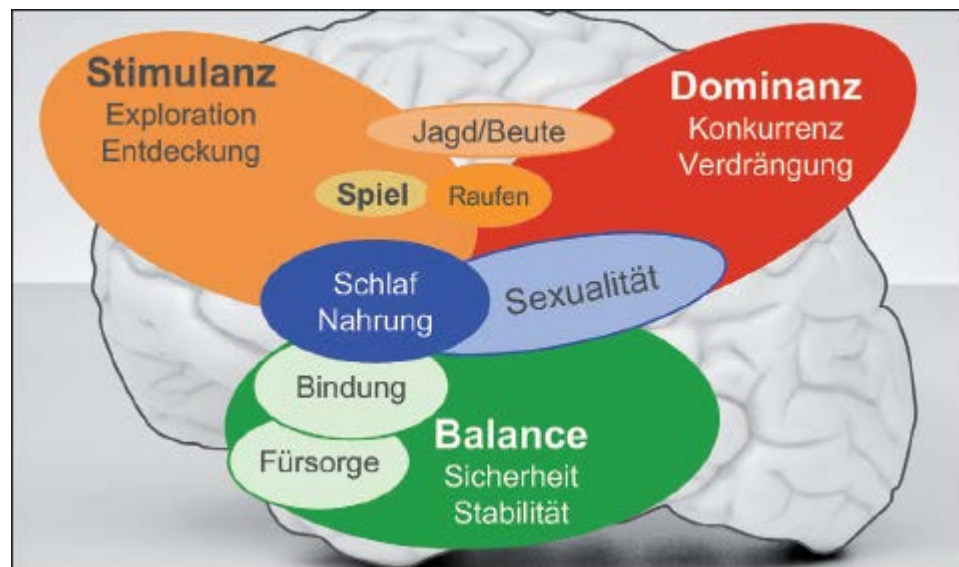 Stimulanz
Exploration
Entdeckung
Dominanz
Konkurrenz
Verdrängung
Jagd/Beute
Spiel
Raufen
Schlaf
Nahrung
Sexualität
Bindung
Fürsorge
Balance
Sicherheit
Stabilität